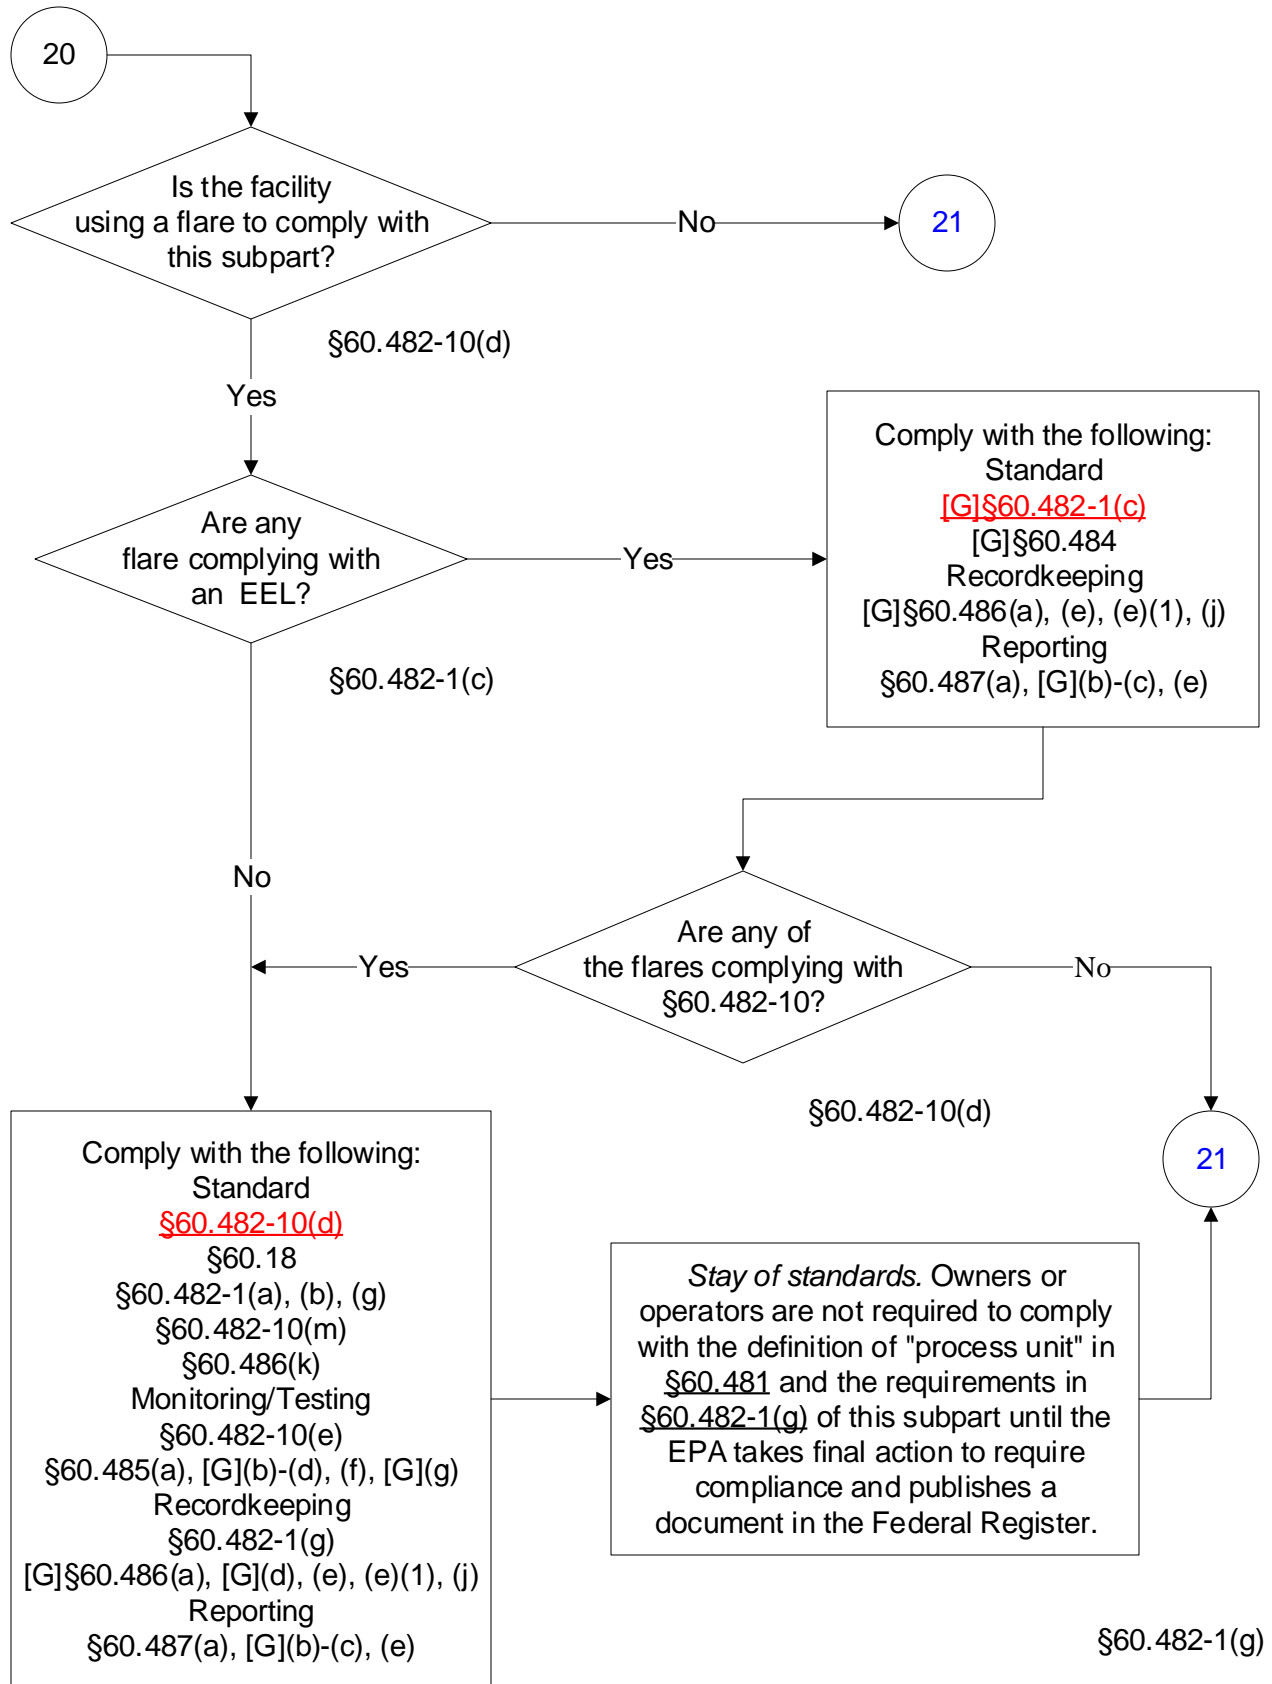 20
Is the facility
using a flare to comply with
this subpart?
No
21
§60.482-10(d)
Yes
Are any
flare complying with
an EEL?
Yes
§60.482-1(c)
Comply with the following:
Standard
[G]§60.482-1(c)
[G]§60.484
Recordkeeping
[G]§60.486(a), (e), (e)(1), (j)
Reporting
§60.487(a), [G](b)-(c), (e)
No
Are any of
the flares complying with
§60.482-10?
Yes
No
§60.482-10(d)
21
Comply with the following:
Standard
§60.482-10(d)
§60.18
§60.482-1(a), (b), (g)
§60.482-10(m)
§60.486(k)
Monitoring/Testing
§60.482-10(e)
§60.485(a), [G](b)-(d), (f), [G](g)
Recordkeeping
§60.482-1(g)
[G]§60.486(a), [G](d), (e), (e)(1), (j)
Reporting
§60.487(a), [G](b)-(c), (e)
Stay of standards. Owners or
operators are not required to comply
with the definition of "process unit" in
§60.481 and the requirements in
§60.482-1(g) of this subpart until the
EPA takes final action to require
compliance and publishes a
document in the Federal Register.
§60.482-1(g)